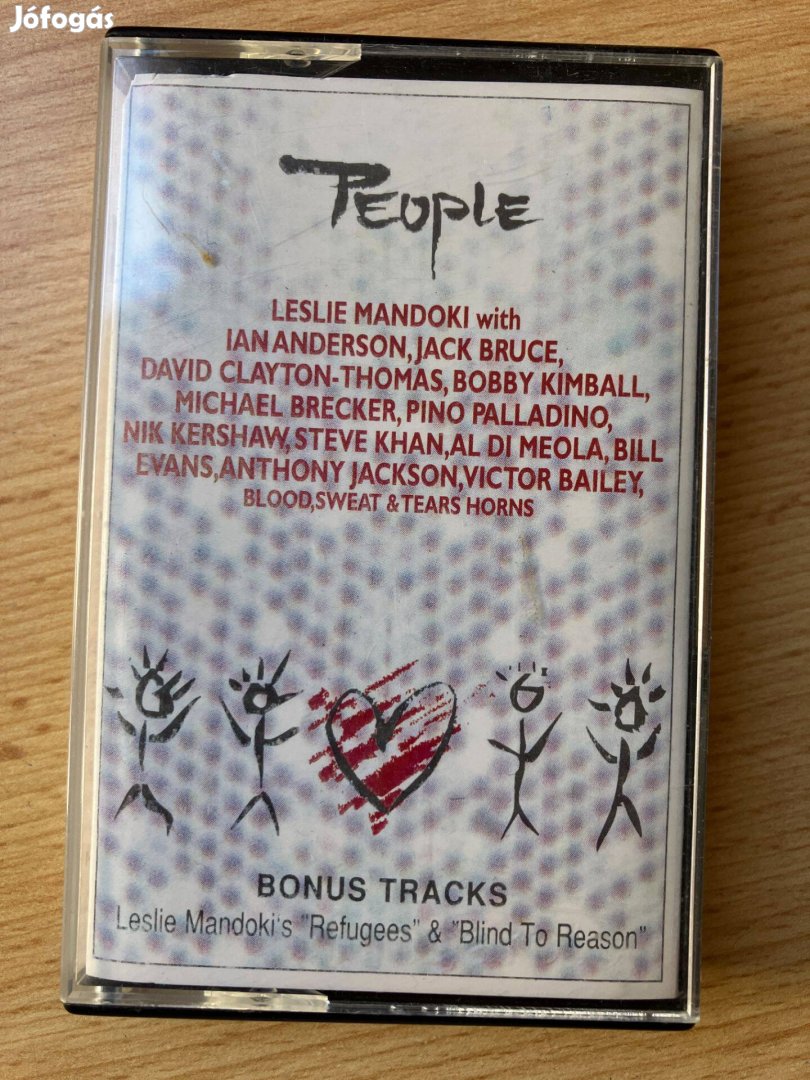 Jófogás
PEOPLE
LESLIE MANDOKI with
IAN ANDERSON, JACK BRUCE,
DAVID CLAYTON-THOMAS, BOBBY KIMBALL,
MICHAEL BRECKER, PINO PALLADINO,
NIK KERSHAW, STEVE KHAN, AL DI MEOLA, BILL
EVANS, ANTHONY JACKSON, VICTOR BAILEY,
BLOOD, SWEAT & TEARS HORNS
BONUS TRACKS
Leslie Mandoki's "Refugees" & "Blind To Reason"